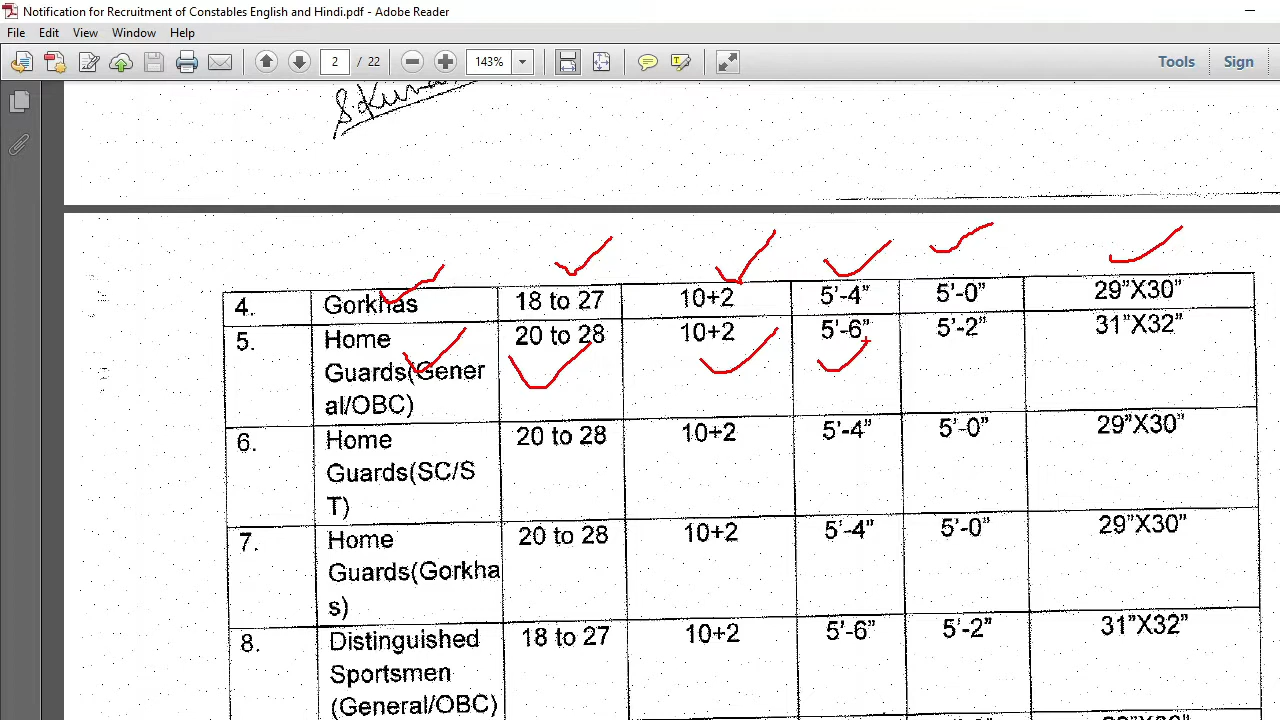 Notification for Recruitment of Constables English and Hindi.pdf - Adobe Reader
File Edit View Window Help
2 / 22 143% Tools Sign
S.Kuma
4. Gorkhas 18 to 27 10+2 5'-4" 5'-0" 29"X30"
5. Home 20 to 28 10+2 5'-6" 5'-2" 31"X32"
Guards(Gener
al/OBC)
6. Home 20 to 28 10+2 5'-4" 5'-0" 29"X30"
Guards(SC/S
T)
7. Home 20 to 28 10+2 5'-4" 5'-0" 29"X30"
Guards(Gorkha
s)
8. Distinguished 18 to 27 10+2 5'-6" 5'-2" 31"X32"
Sportsmen
(General/OBC)